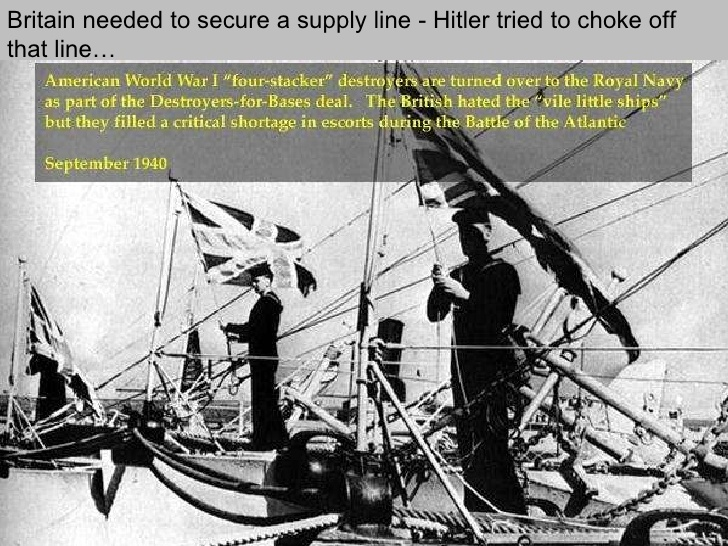 Britain needed to secure a supply line - Hitler tried to choke off
that line…
American World War I “four-stacker” destroyers are turned over to the Royal Navy
as part of the Destroyers-for-Bases deal.   The British hated the “vile little ships”
but they filled a critical shortage in escorts during the Battle of the Atlantic
September 1940